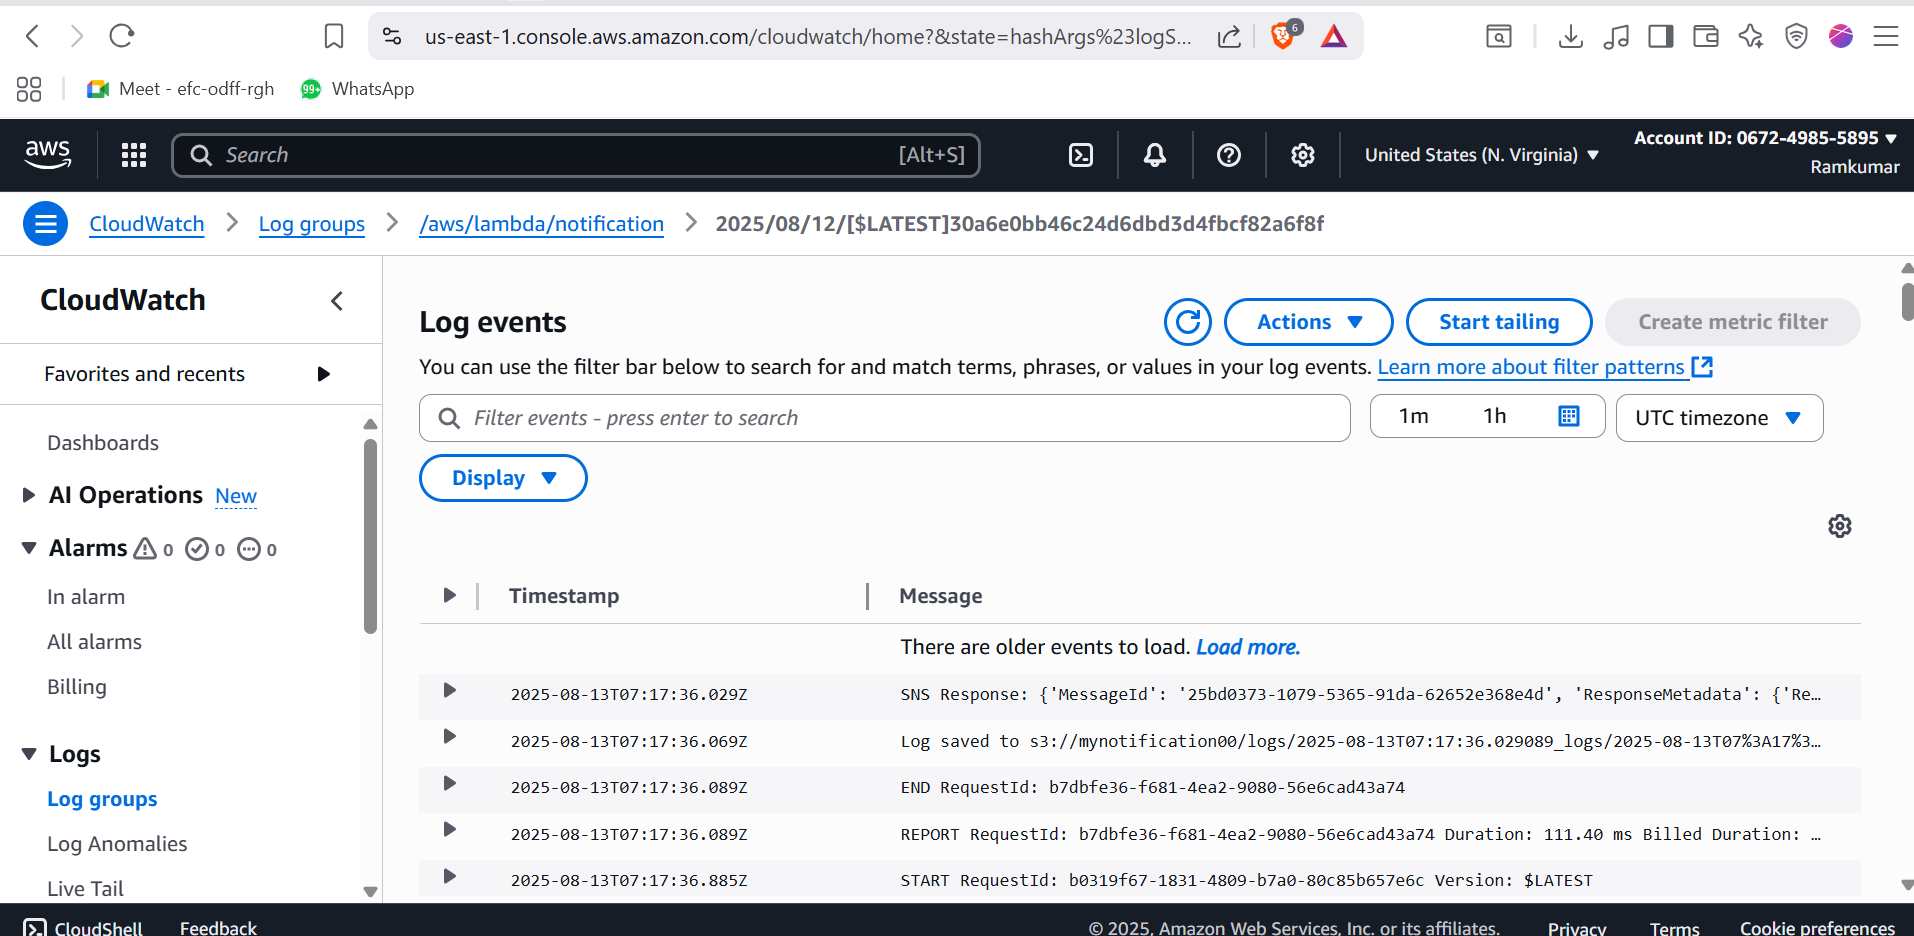 us-east-1.console.aws.amazon.com/cloudwatch/home?&state=hashArgs%23logS...
6
Meet - efc-odff-rgh
99+
WhatsApp
aws
Search
[Alt+S]
United States (N. Virginia)
Account ID: 0672-4985-5895
Ramkumar
CloudWatch
Log groups
/aws/lambda/notification
2025/08/12/[$LATEST]30a6e0bb46c24d6dbd3d4fbcf82a6f8f
CloudWatch
Favorites and recents
Dashboards
AI Operations New
Alarms 0 0 0
In alarm
All alarms
Billing
Logs
Log groups
Log Anomalies
Live Tail
Log events
Actions
Start tailing
Create metric filter
You can use the filter bar below to search for and match terms, phrases, or values in your log events. Learn more about filter patterns
Filter events - press enter to search
1m 1h
UTC timezone
Display
Timestamp Message
There are older events to load. Load more.
2025-08-13T07:17:36.029Z SNS Response: {'MessageId': '25bd0373-1079-5365-91da-62652e368e4d', 'ResponseMetadata': {'Re…
2025-08-13T07:17:36.069Z Log saved to s3://mynotification00/logs/2025-08-13T07:17:36.029089_logs/2025-08-13T07%3A17%3…
2025-08-13T07:17:36.089Z END RequestId: b7dbfe36-f681-4ea2-9080-56e6cad43a74
2025-08-13T07:17:36.089Z REPORT RequestId: b7dbfe36-f681-4ea2-9080-56e6cad43a74 Duration: 111.40 ms Billed Duration: …
2025-08-13T07:17:36.885Z START RequestId: b0319f67-1831-4809-b7a0-80c85b657e6c Version: $LATEST
CloudShell
Feedback
© 2025, Amazon Web Services, Inc. or its affiliates.
Privacy
Terms
Cookie preferences